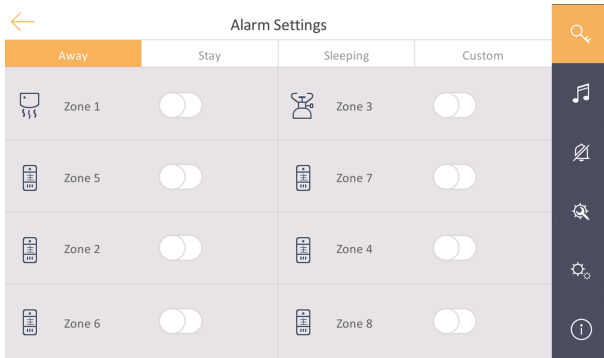 Alarm Settings
Away Stay Sleeping Custom
Zone 1 Zone 3
Zone 5 Zone 7
Zone 2 Zone 4
Zone 6 Zone 8